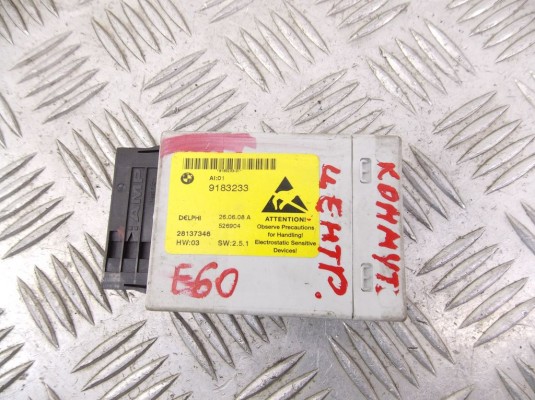 AI:01
9183233
DELPHI
26.06.08 A
526904
28137346
HW:03
SW:2.5.1
ATTENTION!
Observe Precautions
for Handling!
Electrostatic Sensitive
Devices!
E60
ЦЕНТР.
КОММУТ.